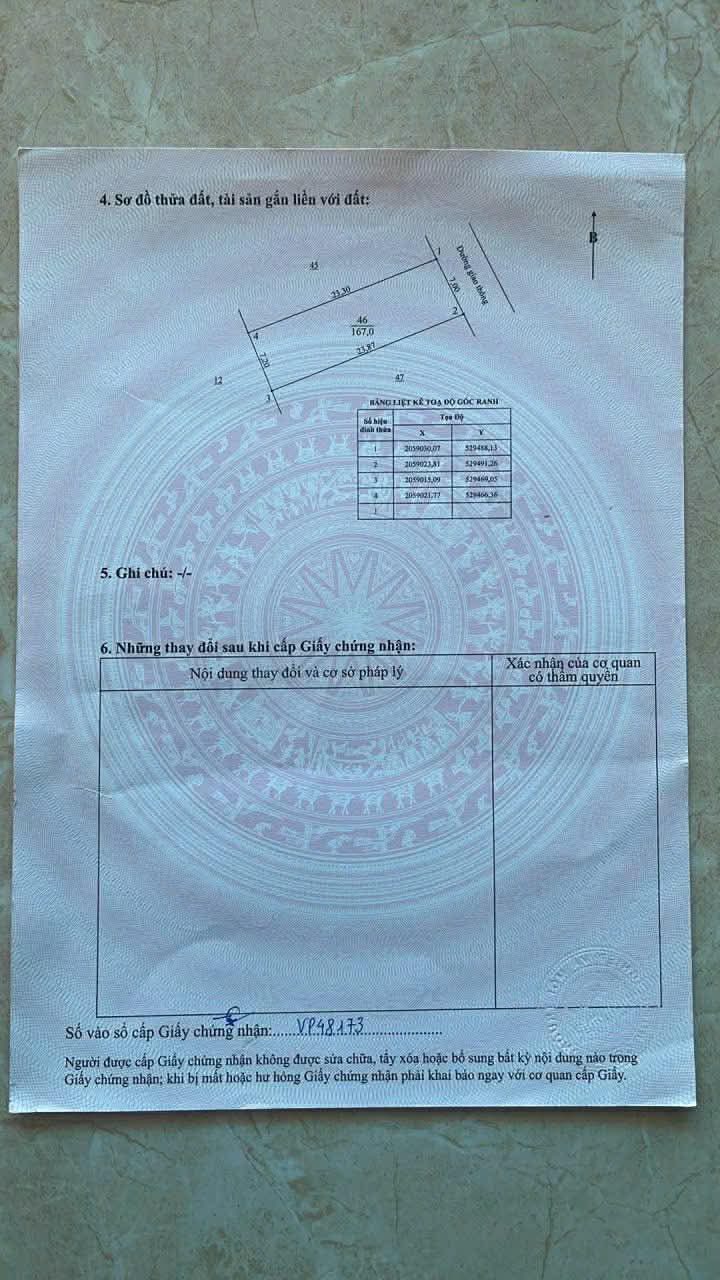 4. Sơ đồ thửa đất, tài sản gắn liền với đất:
B
45
1
Đường giao thông
23,30
7,00
46
167,0
2
4
7,20
23,87
12
47
3
BẢNG LIỆT KÊ TỌA ĐỘ GÓC RANH
Số hiệu đỉnh thửa Tọa Độ
X Y
1 2059030,07 529488,13
2 2059023,81 529491,26
3 2059015,09 529469,05
4 2059021,77 529466,36
1
5. Ghi chú: -/-
6. Những thay đổi sau khi cấp Giấy chứng nhận:
Nội dung thay đổi và cơ sở pháp lý Xác nhận của cơ quan
có thẩm quyền
Số vào sổ cấp Giấy chứng nhận: VP48173
Người được cấp Giấy chứng nhận không được sửa chữa, tẩy xóa hoặc bổ sung bất kỳ nội dung nào trong
Giấy chứng nhận; khi bị mất hoặc hư hỏng Giấy chứng nhận phải khai báo ngay với cơ quan cấp Giấy.